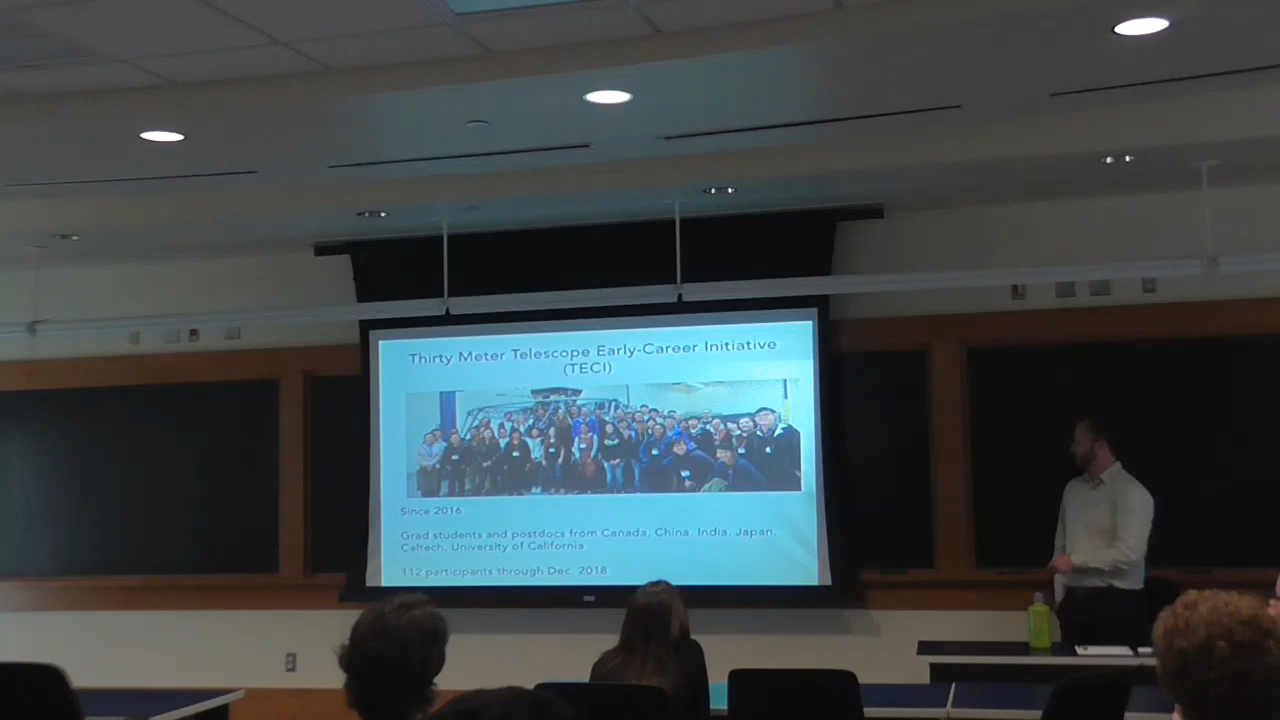 Thirty Meter Telescope Early-Career Initiative
(TECI)
Since 2016
Grad students and postdocs from Canada, China, India, Japan,
Caltech, University of California
112 participants through Dec. 2018